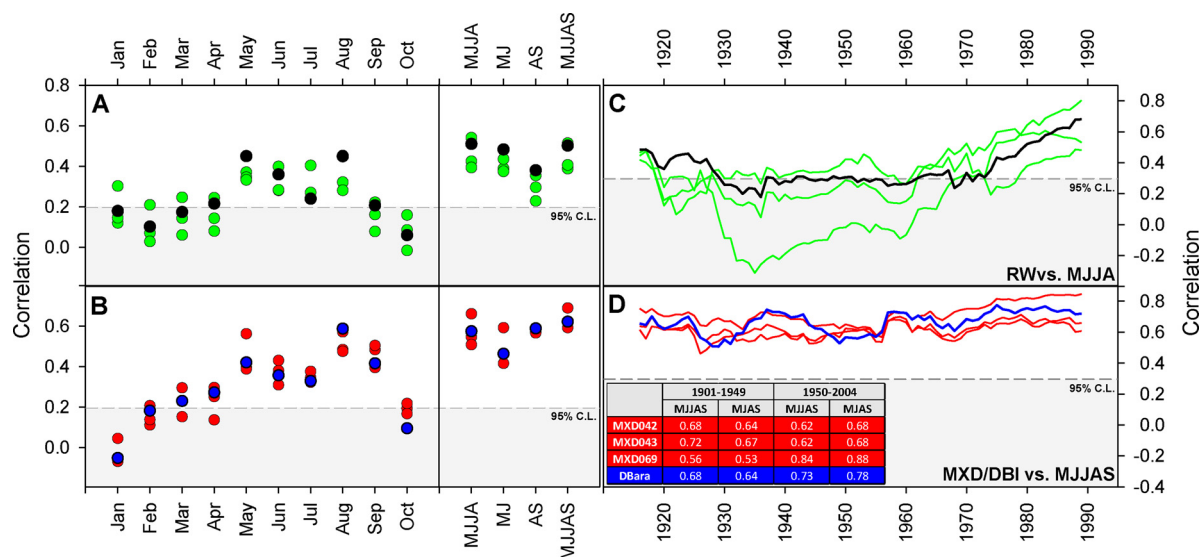 Jan Feb Mar Apr May Jun Jul Aug Sep Oct MJJA MJ AS MJJAS
1920 1930 1940 1950 1960 1970 1980 1990
A
0.8
0.6
0.4
0.2
0.0
95% C.L.
C
0.8
0.6
0.4
0.2
0.0
-0.2
95% C.L.
RWvs. MJJA
Correlation
Correlation
B
0.6
0.4
0.2
0.0
95% C.L.
D
0.8
0.6
0.4
0.2
0.0
-0.2
-0.4
95% C.L.
1901-1949 1950-2004
MJJAS MJAS MJJAS MJAS
MXD042 0.68 0.64 0.62 0.68
MXD043 0.72 0.67 0.62 0.68
MXD069 0.56 0.53 0.84 0.88
DBara 0.68 0.64 0.73 0.78
MXD/DBI vs. MJJAS
Jan Feb Mar Apr May Jun Jul Aug Sep Oct MJJA MJ AS MJJAS
1920 1930 1940 1950 1960 1970 1980 1990